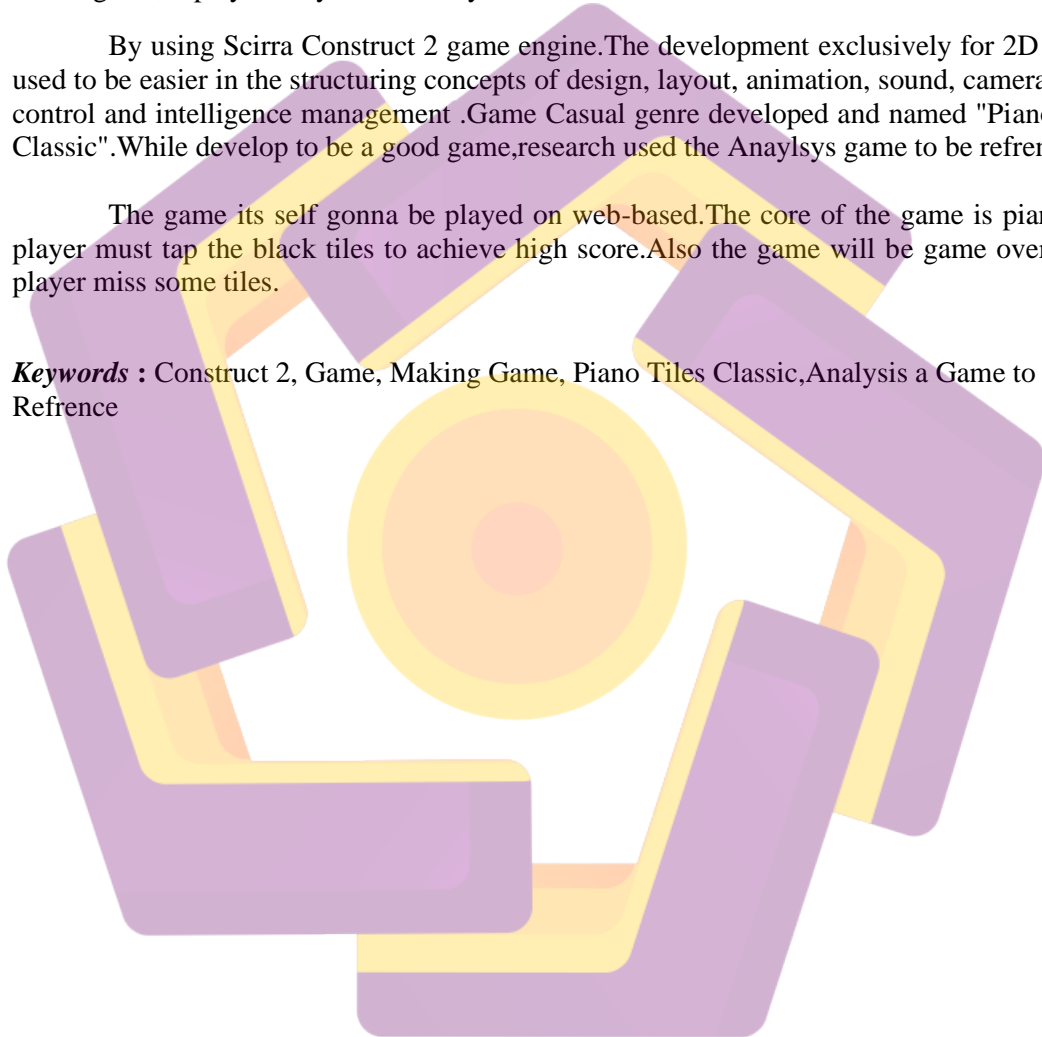 By using Scirra Construct 2 game engine.The development exclusively for 2D
used to be easier in the structuring concepts of design, layout, animation, sound, camera
control and intelligence management .Game Casual genre developed and named "Piano
Classic".While develop to be a good game,research used the Anaylsys game to be
The game its self gonna be played on web-based.The core of the game is
player must tap the black tiles to achieve high score.Also the game will be game over
player miss some tiles.
Keywords : Construct 2, Game, Making Game, Piano Tiles Classic,Analysis a Game to
Refrence